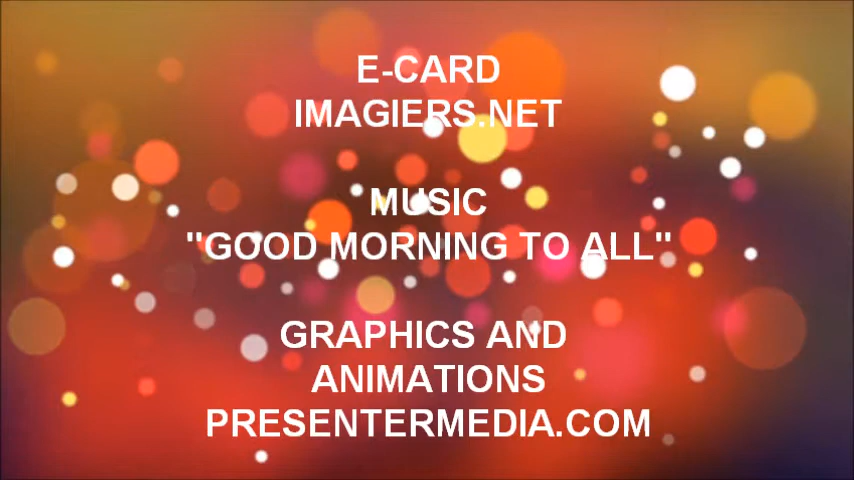 E-CARD
IMAGIERS.NET
MUSIC
"GOOD MORNING TO ALL"
GRAPHICS AND
ANIMATIONS
PRESENTERMEDIA.COM